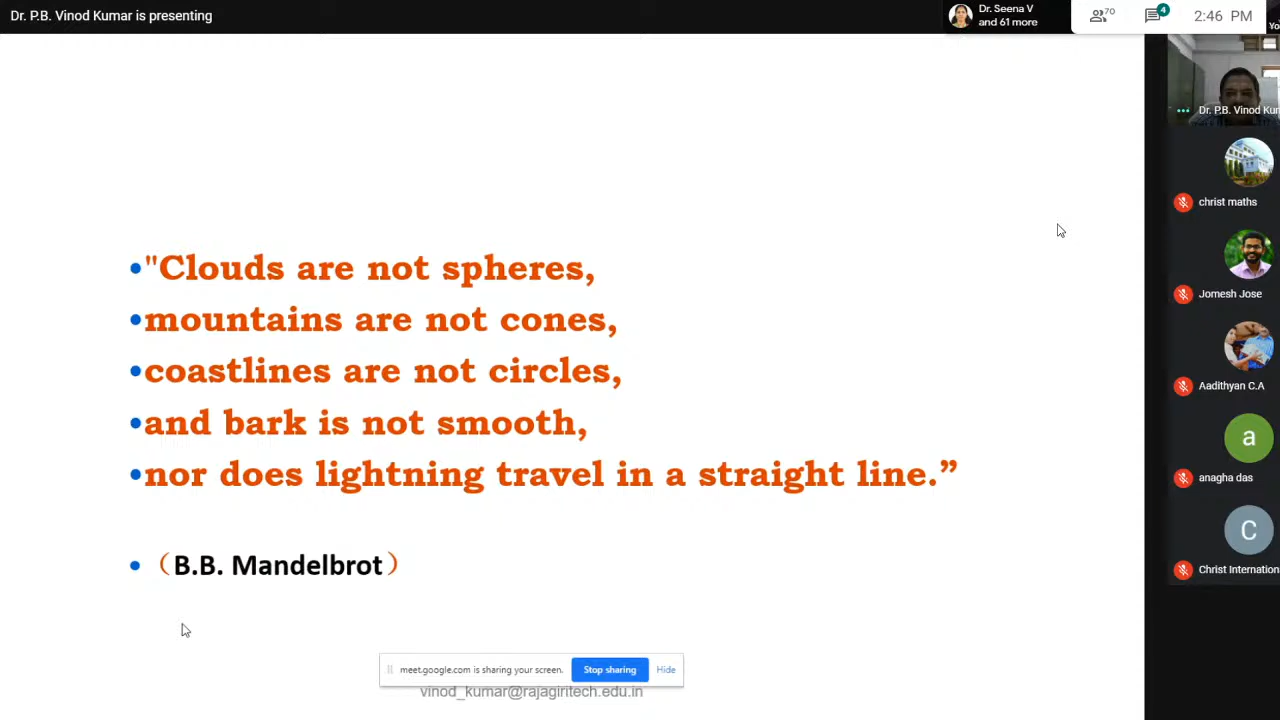 Dr. P.B. Vinod Kumar is presenting
Dr. Seena V
and 61 more
70
4
2:46 PM
•"Clouds are not spheres,
•mountains are not cones,
•coastlines are not circles,
•and bark is not smooth,
•nor does lightning travel in a straight line.”
• （B.B. Mandelbrot）
meet.google.com is sharing your screen.
Stop sharing
Hide
vinod_kumar@rajagiritech.edu.in
Dr. P.B. Vinod Kum
christ maths
Jomesh Jose
Aadithyan C.A
a
anagha das
C
Christ Internation